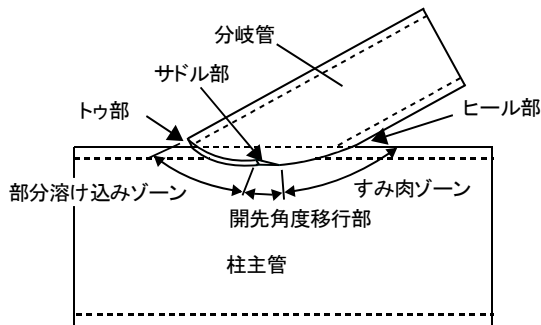 分岐管
サドル部
トゥ部
ヒール部
部分溶け込みゾーン
すみ肉ゾーン
開先角度移行部
柱主管